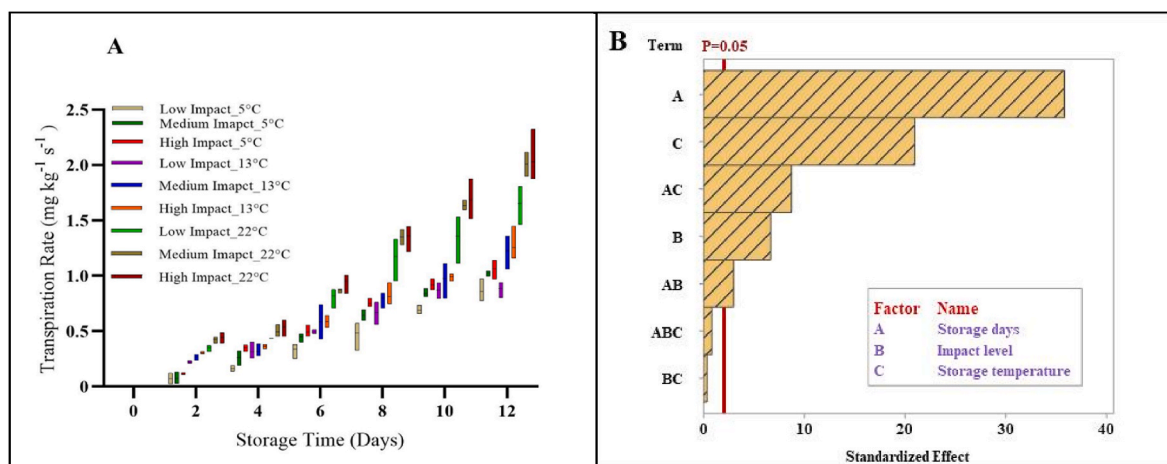 A
Transpiration Rate (mg kg⁻¹ s⁻¹ )
2.5
2.0
1.5
1.0
0.5
0
Low Impact_5°C
Medium Imapct_5°C
High Impact_5°C
Low Impact_13°C
Medium Imapct_13°C
High Impact_13°C
Low Impact_22°C
Medium Imapct_22°C
High Impact_22°C
0 2 4 6 8 10 12
Storage Time (Days)
B
Term P=0.05
A
C
AC
B
AB
ABC
BC
Factor Name
A Storage days
B Impact level
C Storage temperature
0 10 20 30 40
Standardized Effect